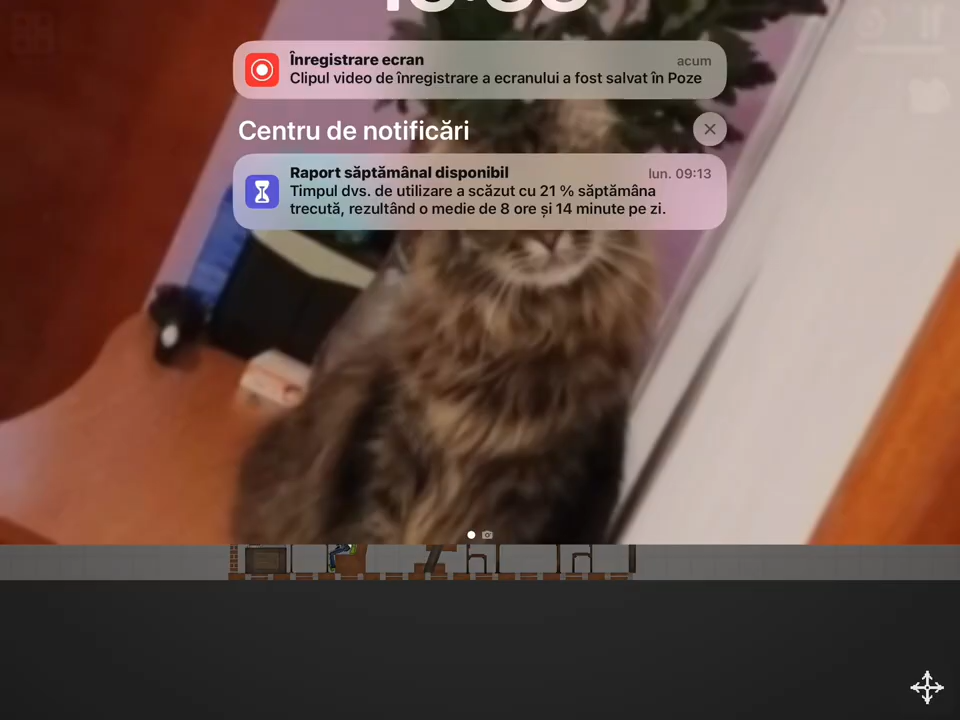 Înregistrare ecran
acum
Clipul video de înregistrare a ecranului a fost salvat în Poze
Centru de notificări
Raport săptămânal disponibil
lun. 09:13
Timpul dvs. de utilizare a scăzut cu 21 % săptămâna
trecută, rezultând o medie de 8 ore și 14 minute pe zi.